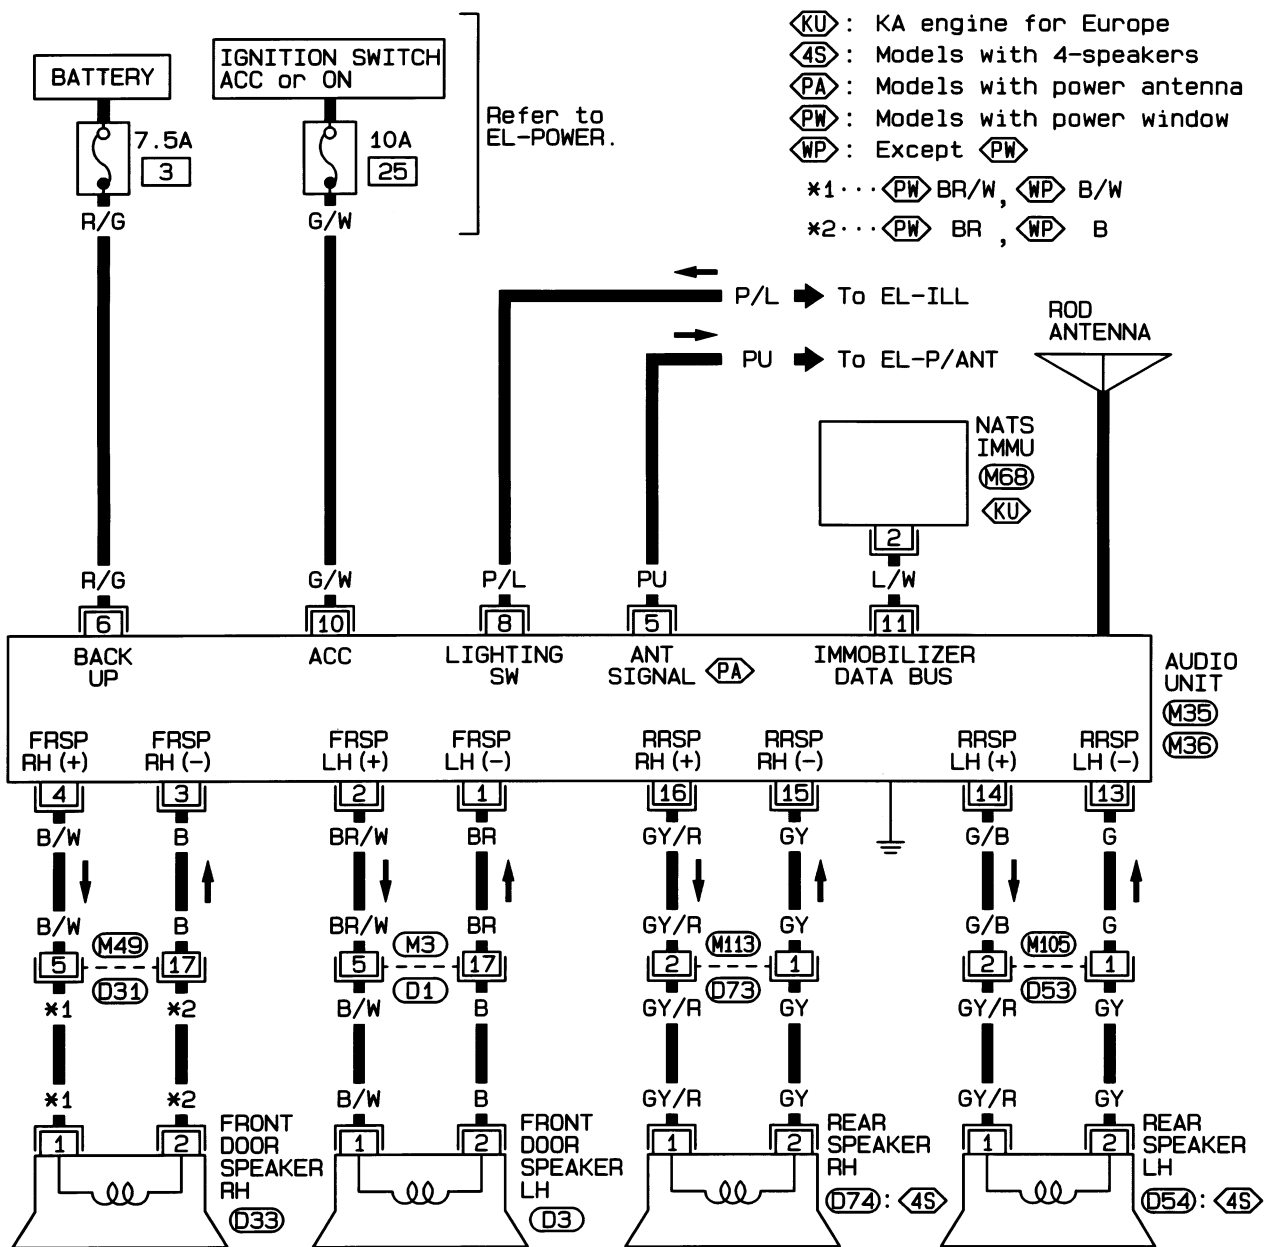 KU : KA engine for Europe
4S : Models with 4-speakers
PA : Models with power antenna
PW : Models with power window
WP : Except PW
*1··· PW BR/W, WP B/W
*2··· PW BR , WP B
BATTERY
IGNITION SWITCH
ACC or ON
Refer to
EL-POWER.
7.5A
3
10A
25
R/G
G/W
P/L To EL-ILL
PU To EL-P/ANT
ROD
ANTENNA
NATS
IMMU
M68
KU
2
R/G G/W P/L PU L/W
6 10 8 5 11
BACK
UP
ACC
LIGHTING
SW
ANT
SIGNAL PA
IMMOBILIZER
DATA BUS
AUDIO
UNIT
M35
M36
FRSP
RH (+)
FRSP
RH (-)
FRSP
LH (+)
FRSP
LH (-)
RRSP
RH (+)
RRSP
RH (-)
RRSP
LH (+)
RRSP
LH (-)
4 3 2 1 16 15 14 13
B/W B BR/W BR GY/R GY G/B G
B/W B BR/W BR GY/R GY G/B G
M49 M3 M113 M105
5 17 5 17 2 1 2 1
D31 D1 D73 D53
*1 *2 B/W B GY/R GY GY/R GY
*1 *2 B/W B GY/R GY GY/R GY
1 2 1 2 1 2 1 2
FRONT
DOOR
SPEAKER
RH
D33
FRONT
DOOR
SPEAKER
LH
D3
REAR
SPEAKER
RH
D74 : 4S
REAR
SPEAKER
LH
D54 : 4S